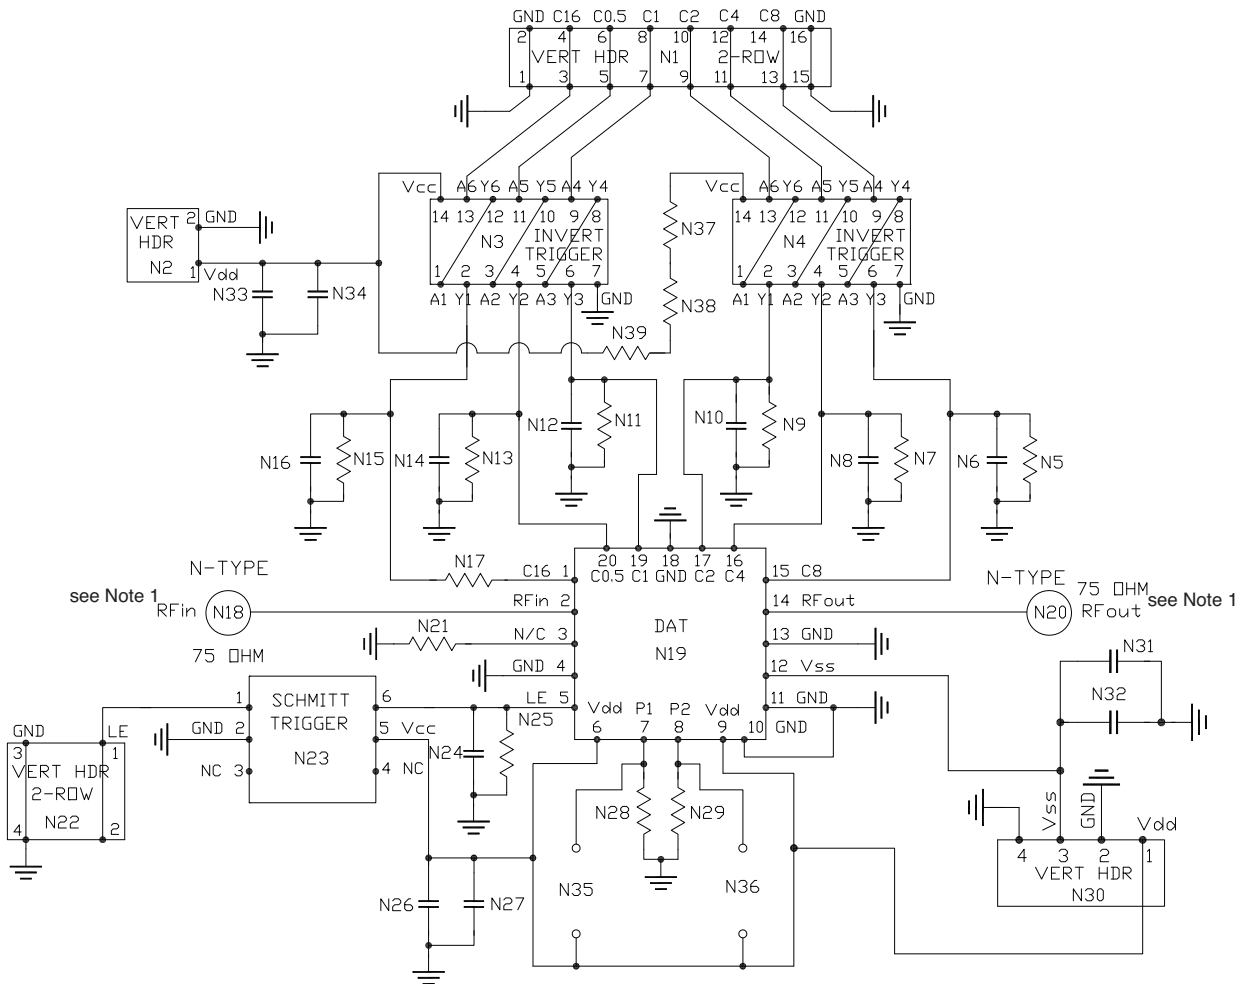 GND C16 C0.5 C1 C2 C4 C8 GND
2 4 6 8 10 12 14 16
VERT HDR N1 2-ROW
1 3 5 7 9 11 13 15
Vcc A6 Y6 A5 Y5 A4 Y4
14 13 12 11 10 9 8
N3 INVERT
TRIGGER
1 2 3 4 5 6 7
A1 Y1 A2 Y2 A3 Y3 GND
N37
N38
N39
Vcc A6 Y6 A5 Y5 A4 Y4
14 13 12 11 10 9 8
N4 INVERT
TRIGGER
1 2 3 4 5 6 7
A1 Y1 A2 Y2 A3 Y3 GND
VERT 2 GND
HDR
N2 1 Vdd
N33 N34
N16 N15 N14 N13 N12 N11 N10 N9 N8 N7 N6 N5
20 19 18 17 16
C0.5 C1 GND C2 C4
N17 C16 1
15 C8
N-TYPE
see Note 1 RFin N18
75 OHM
RFin 2
14 RFout
N-TYPE
75 OHM
N20 RFout see Note 1
DAT
N19
N21 N/C 3
13 GND
GND 4
12 Vss
LE 5
11 GND
Vdd P1 P2 Vdd
6 7 8 9 10 GND
N31
N32
1 SCHMITT 6
TRIGGER
GND 2 5 Vcc
N23
NC 3 4 NC
N24 N25
GND LE
3 1
VERT HDR
2-ROW
N22
4 2
N28 N29
N35 N36
N26 N27
Vss GND Vdd
4 3 2 1
VERT HDR
N30